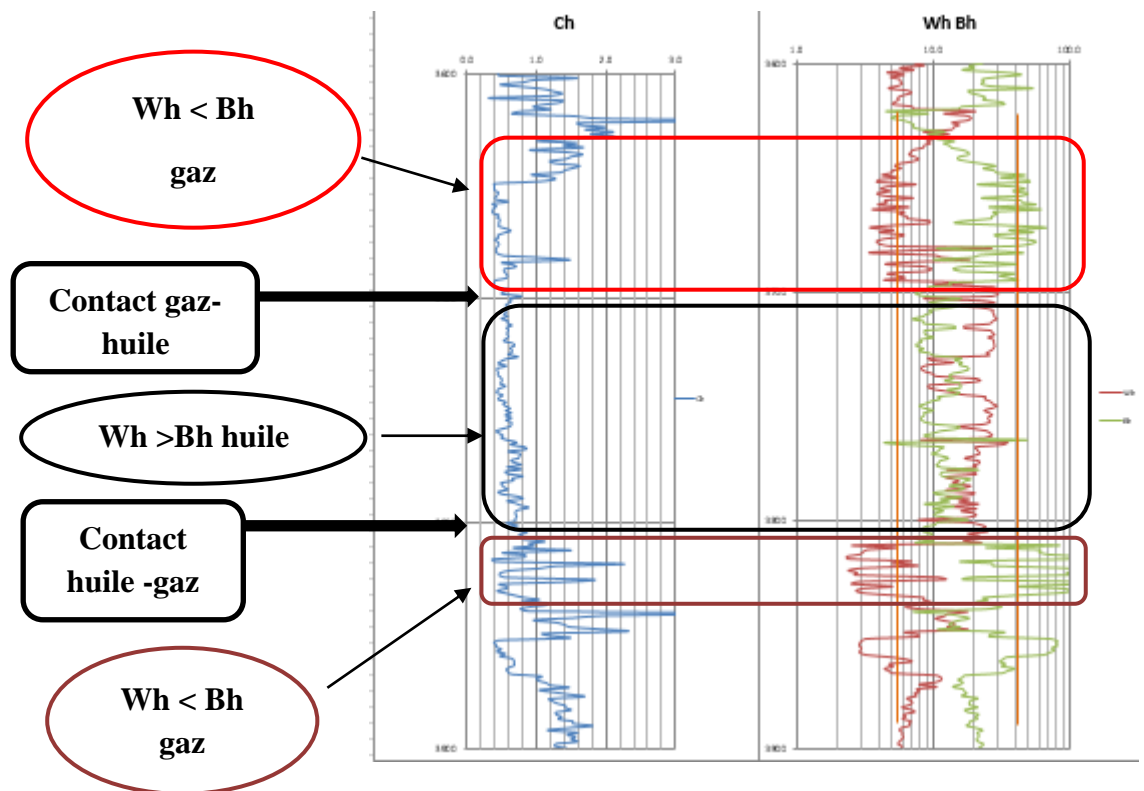 Ch
Wh Bh
0.0 1.0 2.0 3.0
1.0 10.0 100.0
Wh < Bh
gaz
Contact gaz-
huile
Wh >Bh huile
Contact
huile -gaz
Wh < Bh
gaz